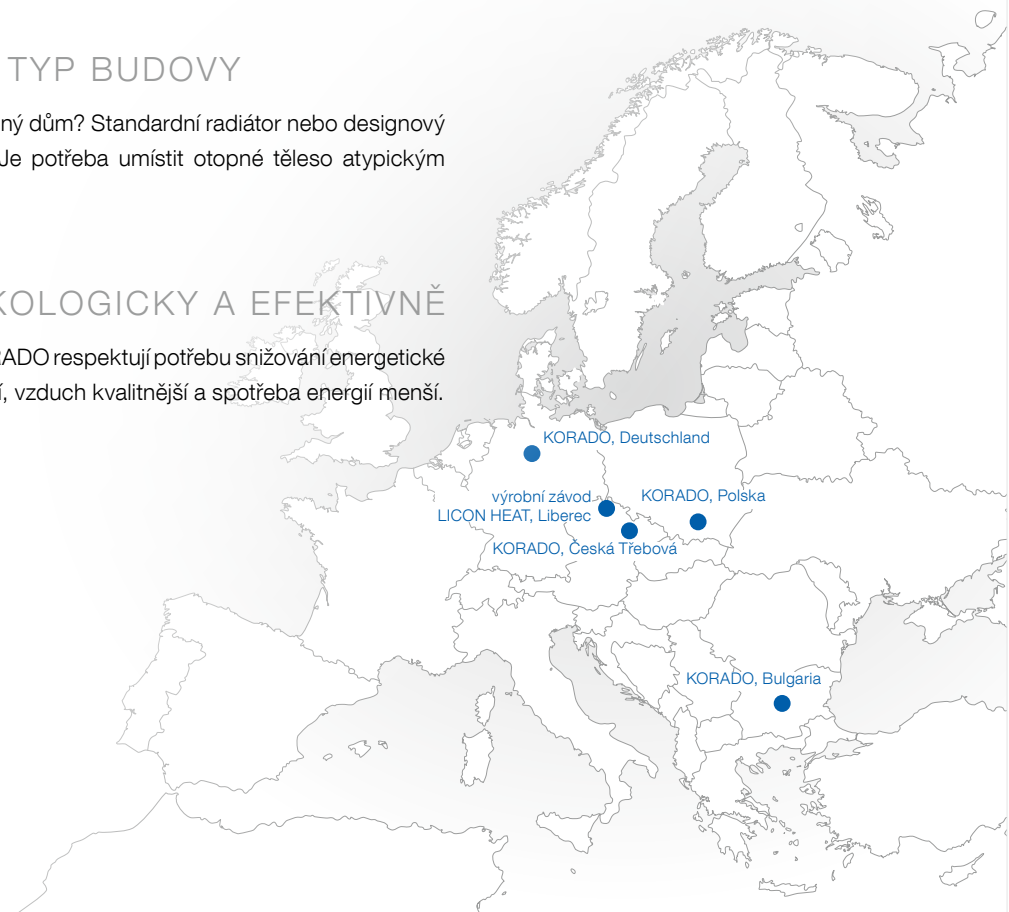 TYP BUDOVY
ný dům? Standardní radiátor nebo designový
Je potřeba umístit otopné těleso atypickým
KOLOGICKY A EFEKTIVNĚ
RADO respektují potřebu snižování energetické
í, vzduch kvalitnější a spotřeba energií menší.
KORADO, Deutschland
výrobní závod
LICON HEAT, Liberec
KORADO, Polska
KORADO, Česká Třebová
KORADO, Bulgaria